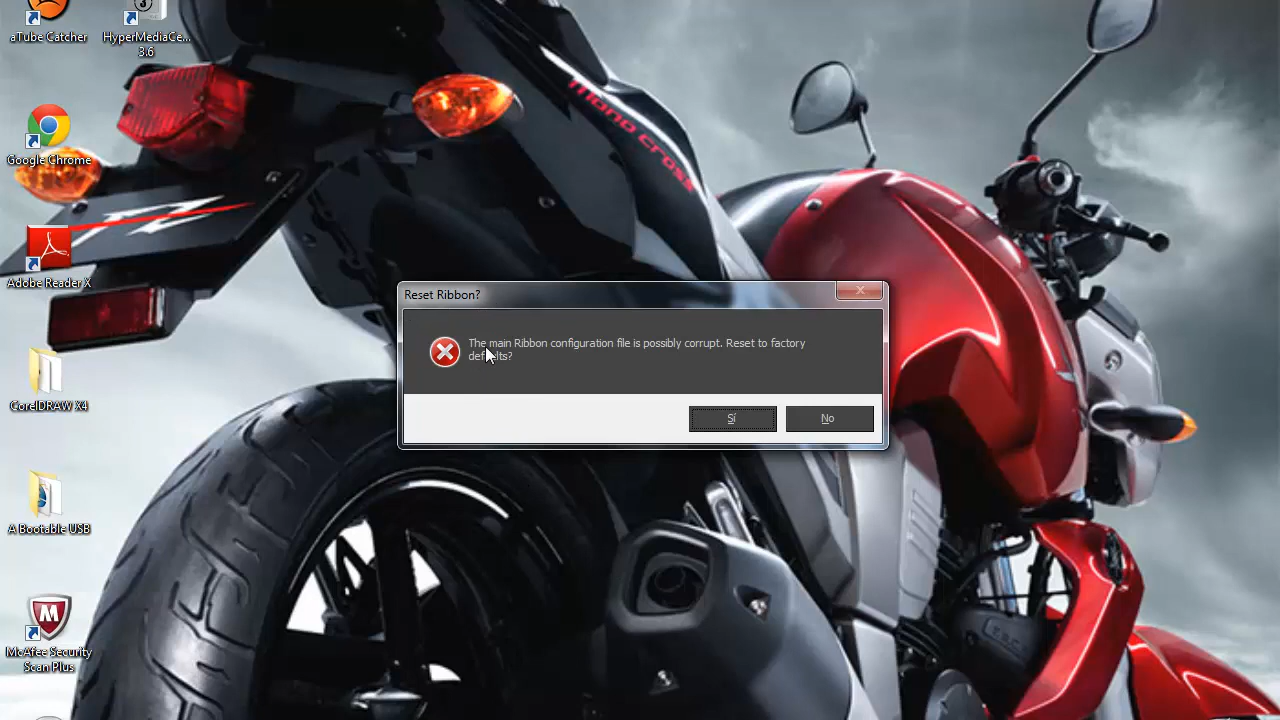 aTube Catcher
HyperMediaCe...
3.6
Google Chrome
Adobe Reader X
CorelDRAW X4
A Bootable USB
McAfee Security
Scan Plus
mono cross
FZ
Reset Ribbon?
The main Ribbon configuration file is possibly corrupt. Reset to factory
defaults?
Sí
No